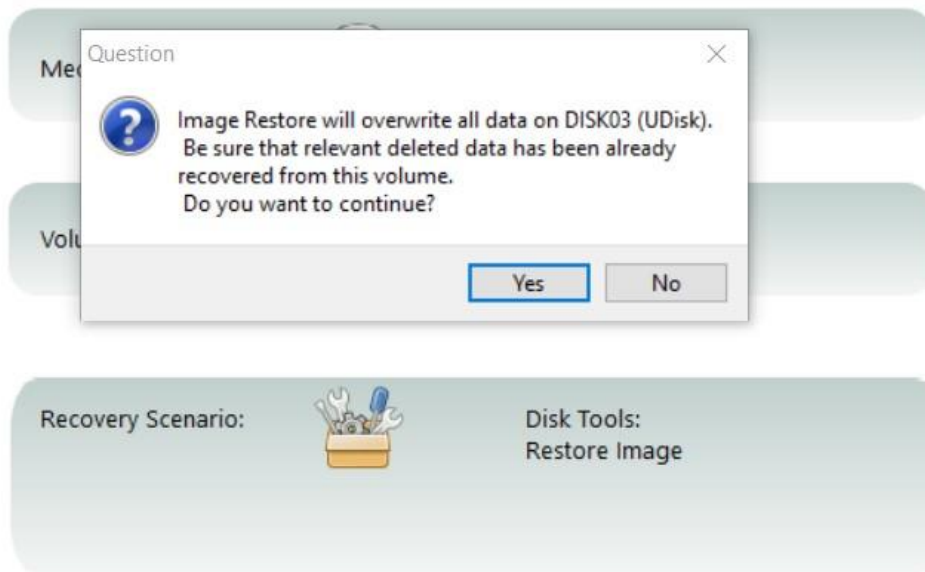 Question
Image Restore will overwrite all data on DISK03 (UDisk).
Be sure that relevant deleted data has been already
recovered from this volume.
Do you want to continue?
Yes
No
Recovery Scenario:
Disk Tools:
Restore Image